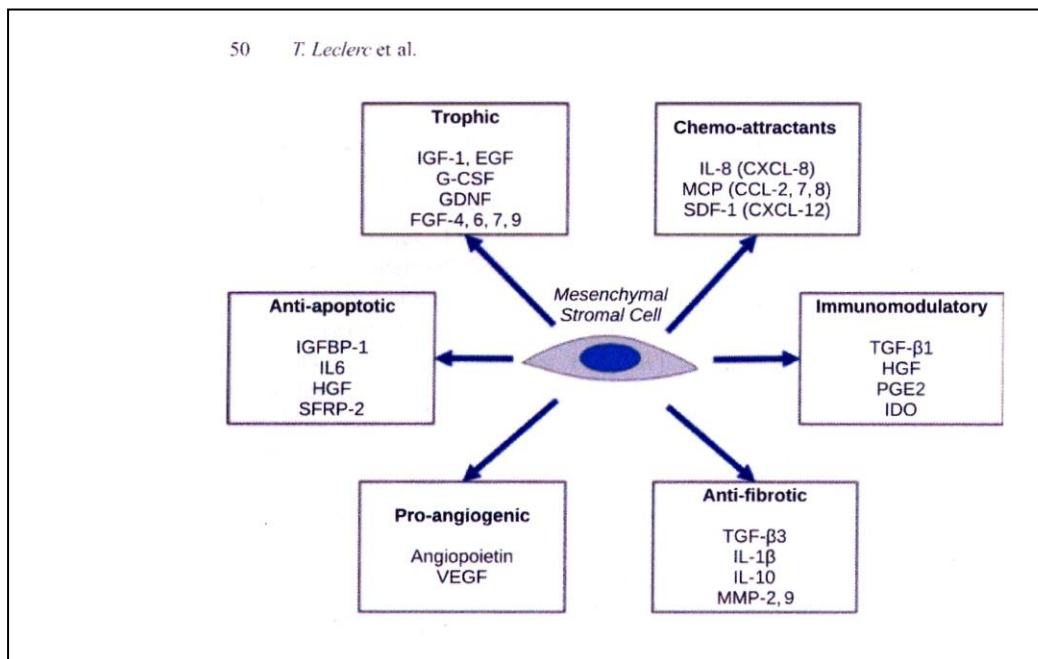 50 T. Leclerc et al.
Trophic
IGF-1, EGF
G-CSF
GDNF
FGF-4, 6, 7, 9
Chemo-attractants
IL-8 (CXCL-8)
MCP (CCL-2, 7, 8)
SDF-1 (CXCL-12)
Mesenchymal
Stromal Cell
Anti-apoptotic
IGFBP-1
IL6
HGF
SFRP-2
Immunomodulatory
TGF-β1
HGF
PGE2
IDO
Pro-angiogenic
Angiopoietin
VEGF
Anti-fibrotic
TGF-β3
IL-1β
IL-10
MMP-2, 9